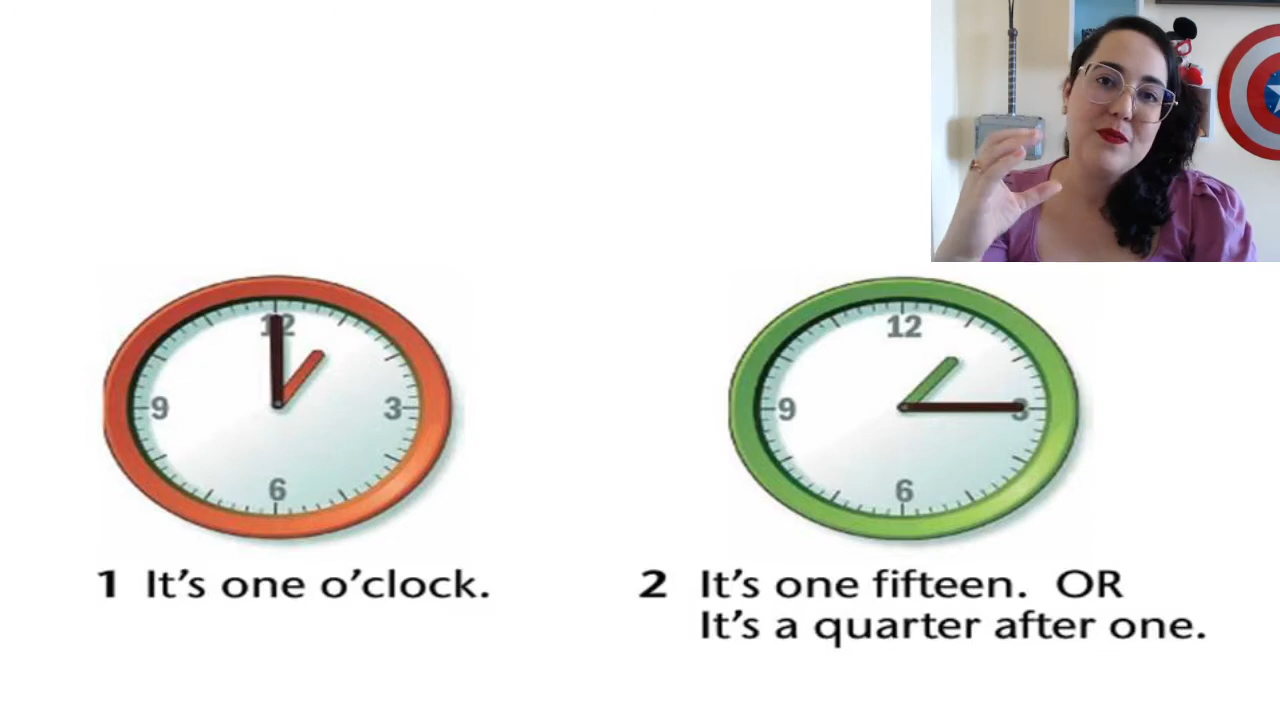 12
9
3
6
12
9
3
6
1 It's one o'clock.
2 It's one fifteen. OR
It's a quarter after one.